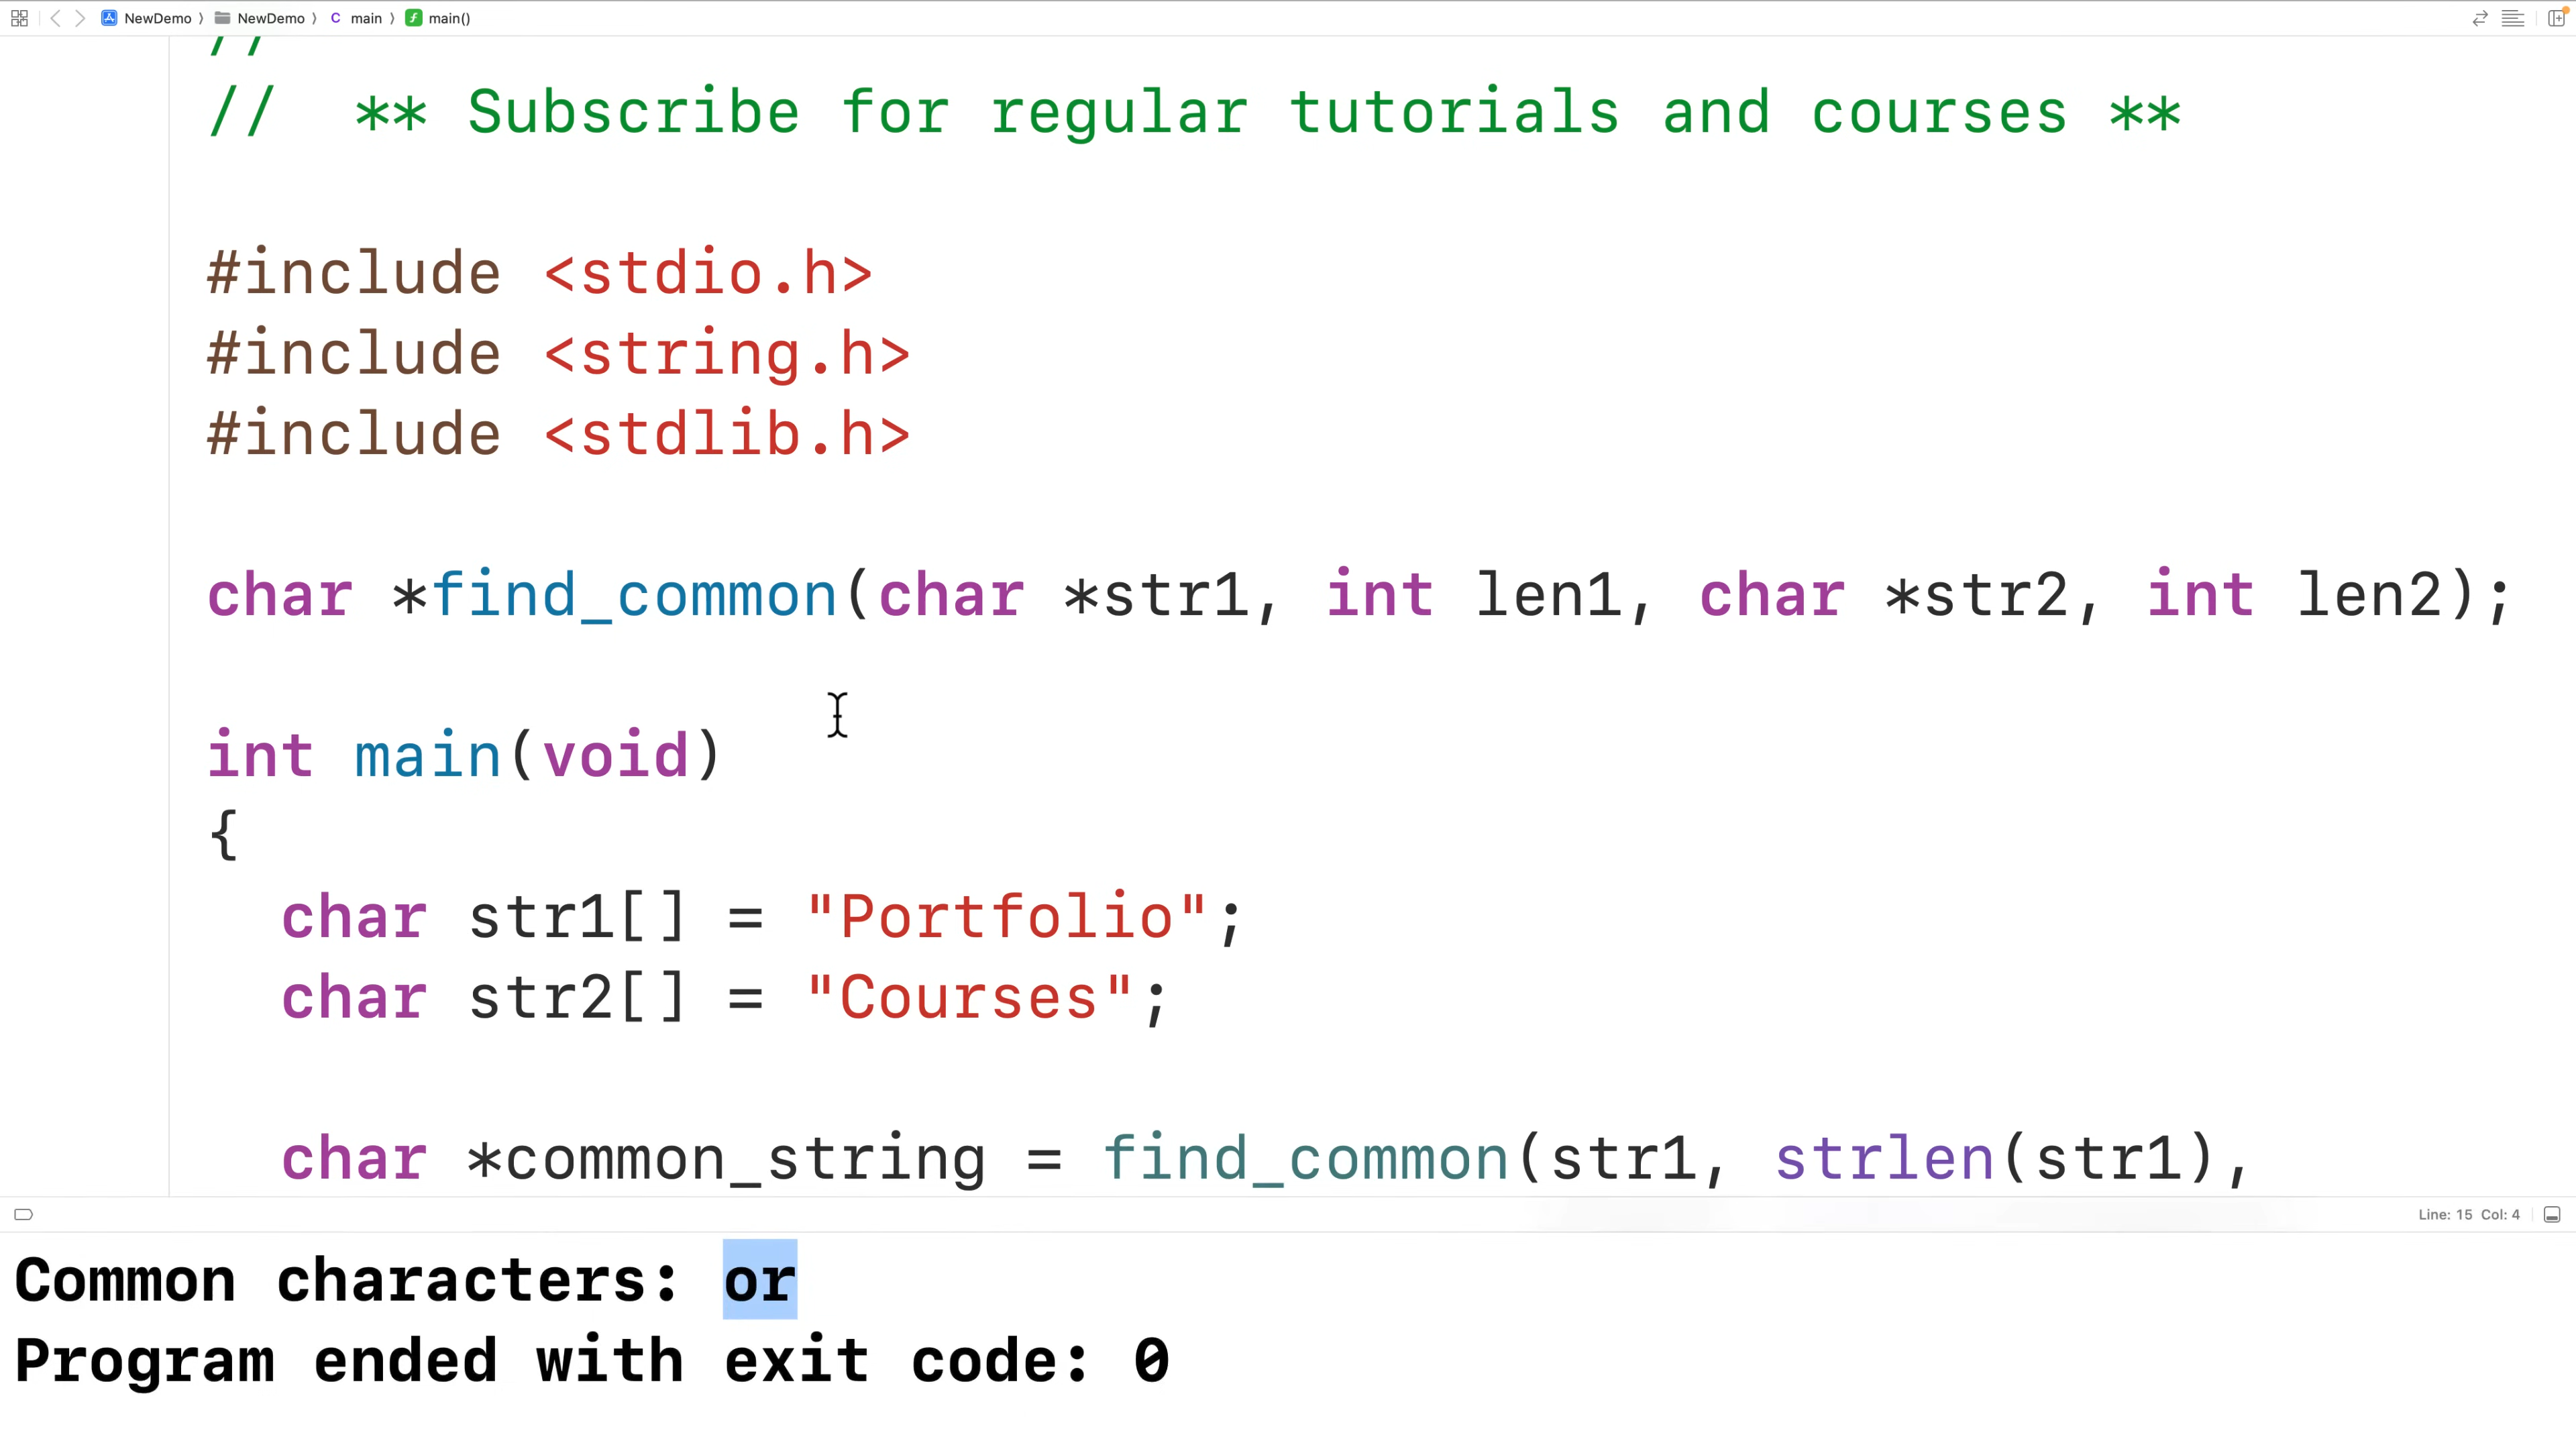 NewDemo 〉 NewDemo 〉 C main 〉 f main()
//
//  ** Subscribe for regular tutorials and courses **
#include <stdio.h>
#include <string.h>
#include <stdlib.h>
char *find_common(char *str1, int len1, char *str2, int len2);
int main(void)
{
  char str1[] = "Portfolio";
  char str2[] = "Courses";
  char *common_string = find_common(str1, strlen(str1),
Line: 15 Col: 4
Common characters: or
Program ended with exit code: 0